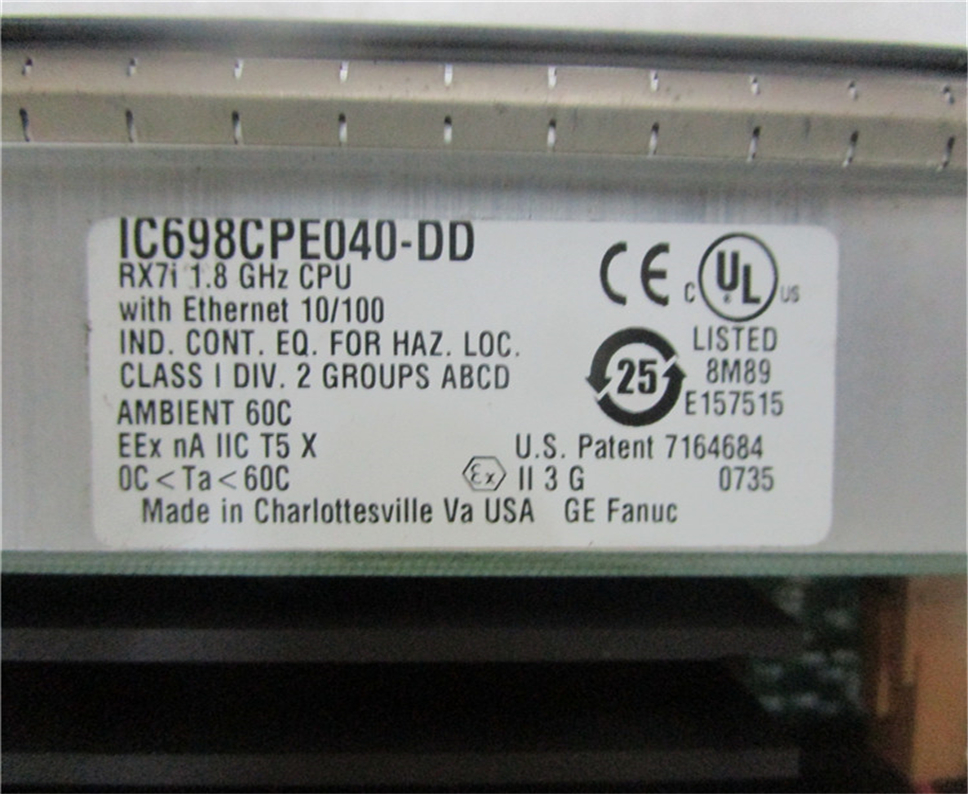 IC698CPE040-DD
RX7i 1.8 GHz CPU
with Ethernet 10/100
IND. CONT. EQ. FOR HAZ. LOC.
CLASS I DIV. 2 GROUPS ABCD
AMBIENT 60C
EEx nA IIC T5 X
0C < Ta < 60C
CE
C UL ® US
LISTED
8M89
25
E157515
U.S. Patent 7164684
Ex II 3 G 0735
Made in Charlottesville Va USA GE Fanuc